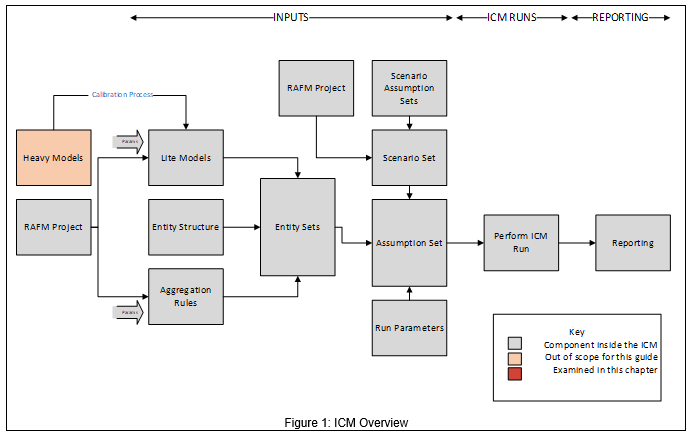 INPUTS
ICM RUNS
REPORTING
RAFM Project
Scenario
Assumption
Sets
Calibration Process
Params
Heavy Models
Lite Models
Scenario Set
RAFM Project
Entity Structure
Entity Sets
Assumption Set
Perform ICM
Run
Reporting
Aggregation
Rules
Params
Run Parameters
Key
Component inside the ICM
Out of scope for this guide
Examined in this chapter
Figure 1: ICM Overview